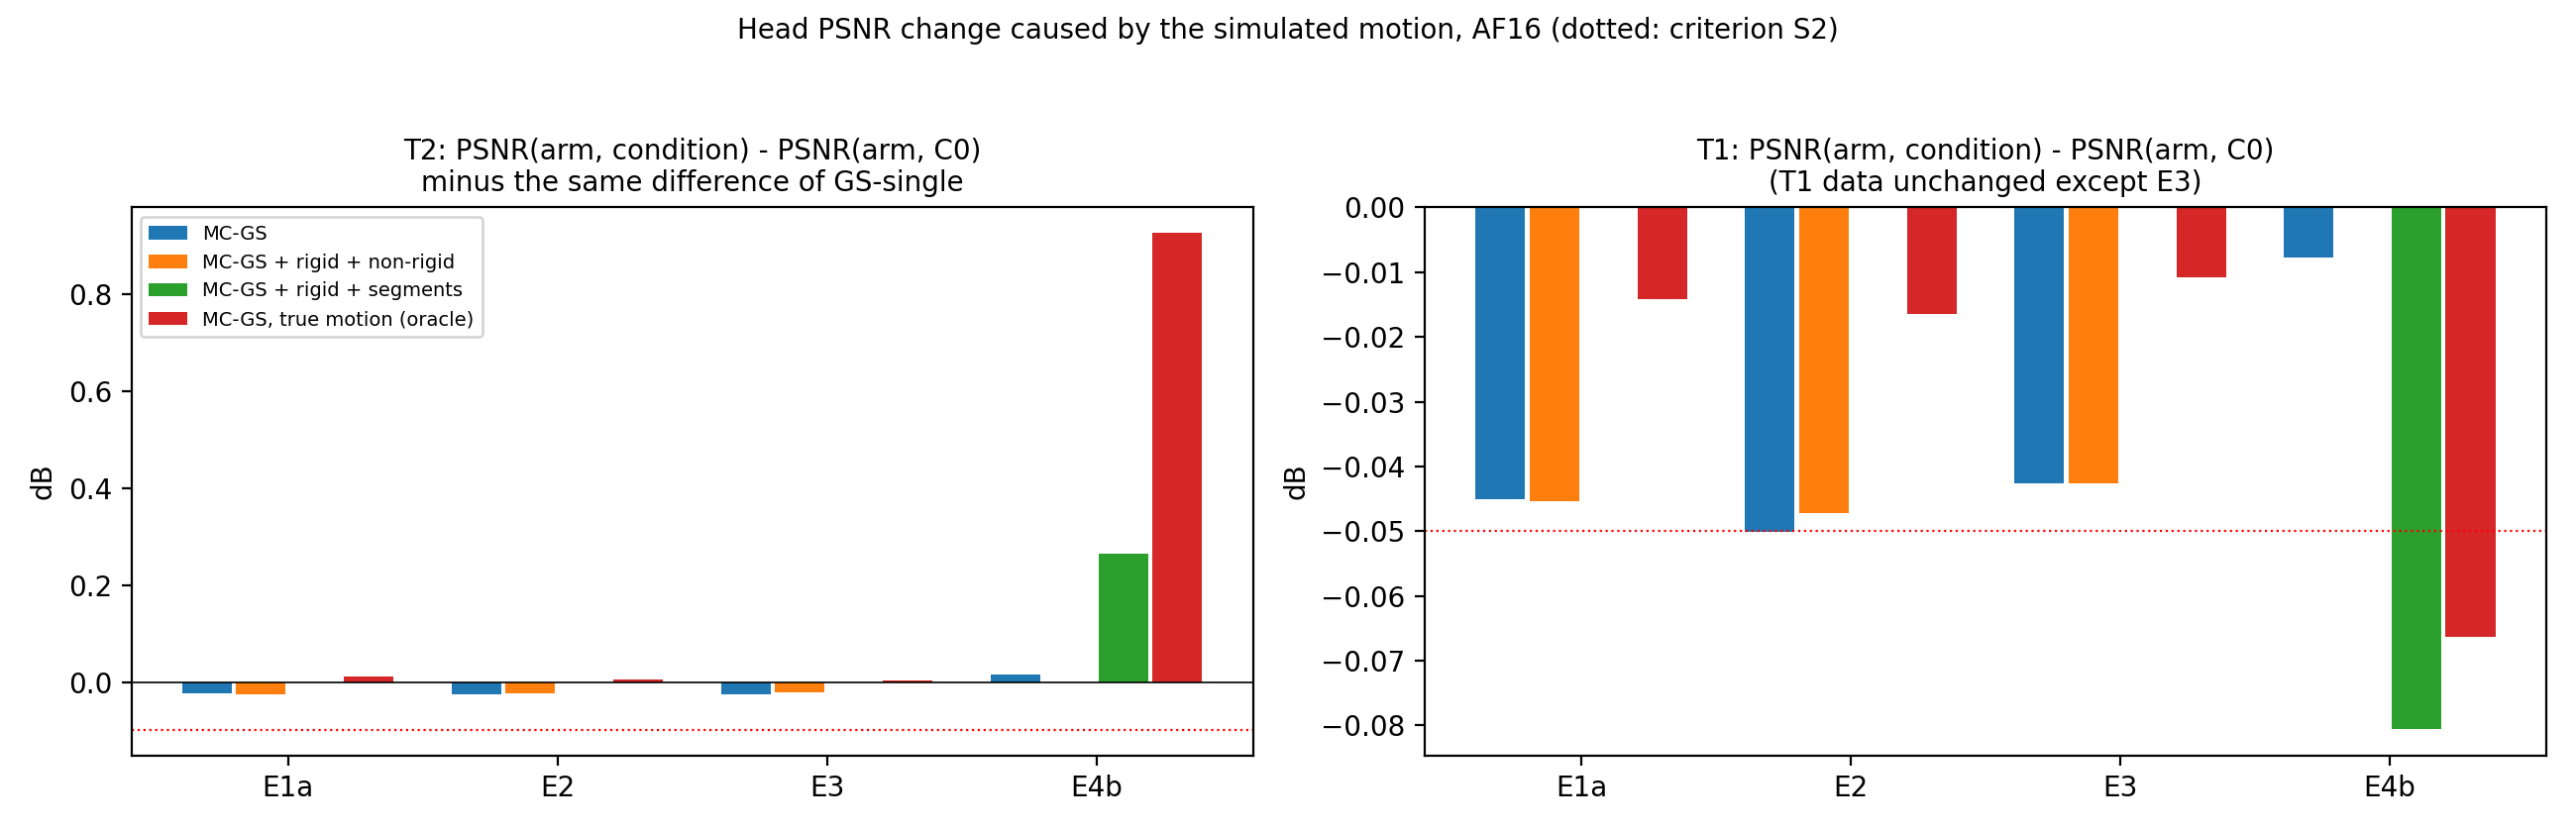 Head PSNR change caused by the simulated motion, AF16 (dotted: criterion S2)
T2: PSNR(arm, condition) - PSNR(arm, C0)
minus the same difference of GS-single
MC-GS
MC-GS + rigid + non-rigid
MC-GS + rigid + segments
MC-GS, true motion (oracle)
dB
0.8
0.6
0.4
0.2
0.0
E1a
E2
E3
E4b
T1: PSNR(arm, condition) - PSNR(arm, C0)
(T1 data unchanged except E3)
dB
0.00
−0.01
−0.02
−0.03
−0.04
−0.05
−0.06
−0.07
−0.08
E1a
E2
E3
E4b